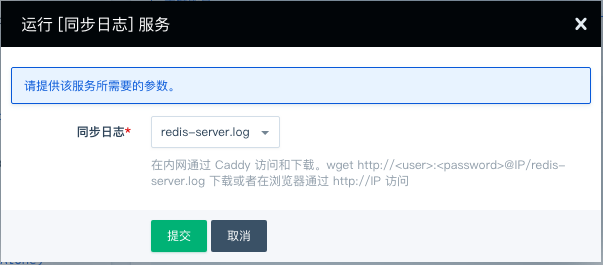 运行 [同步日志] 服务
请提供该服务所需要的参数。
同步日志* redis-server.log
在内网通过 Caddy 访问和下载。wget http://<user>:<password>@IP/redis-
server.log 下载或者在浏览器通过 http://IP 访问
提交 取消